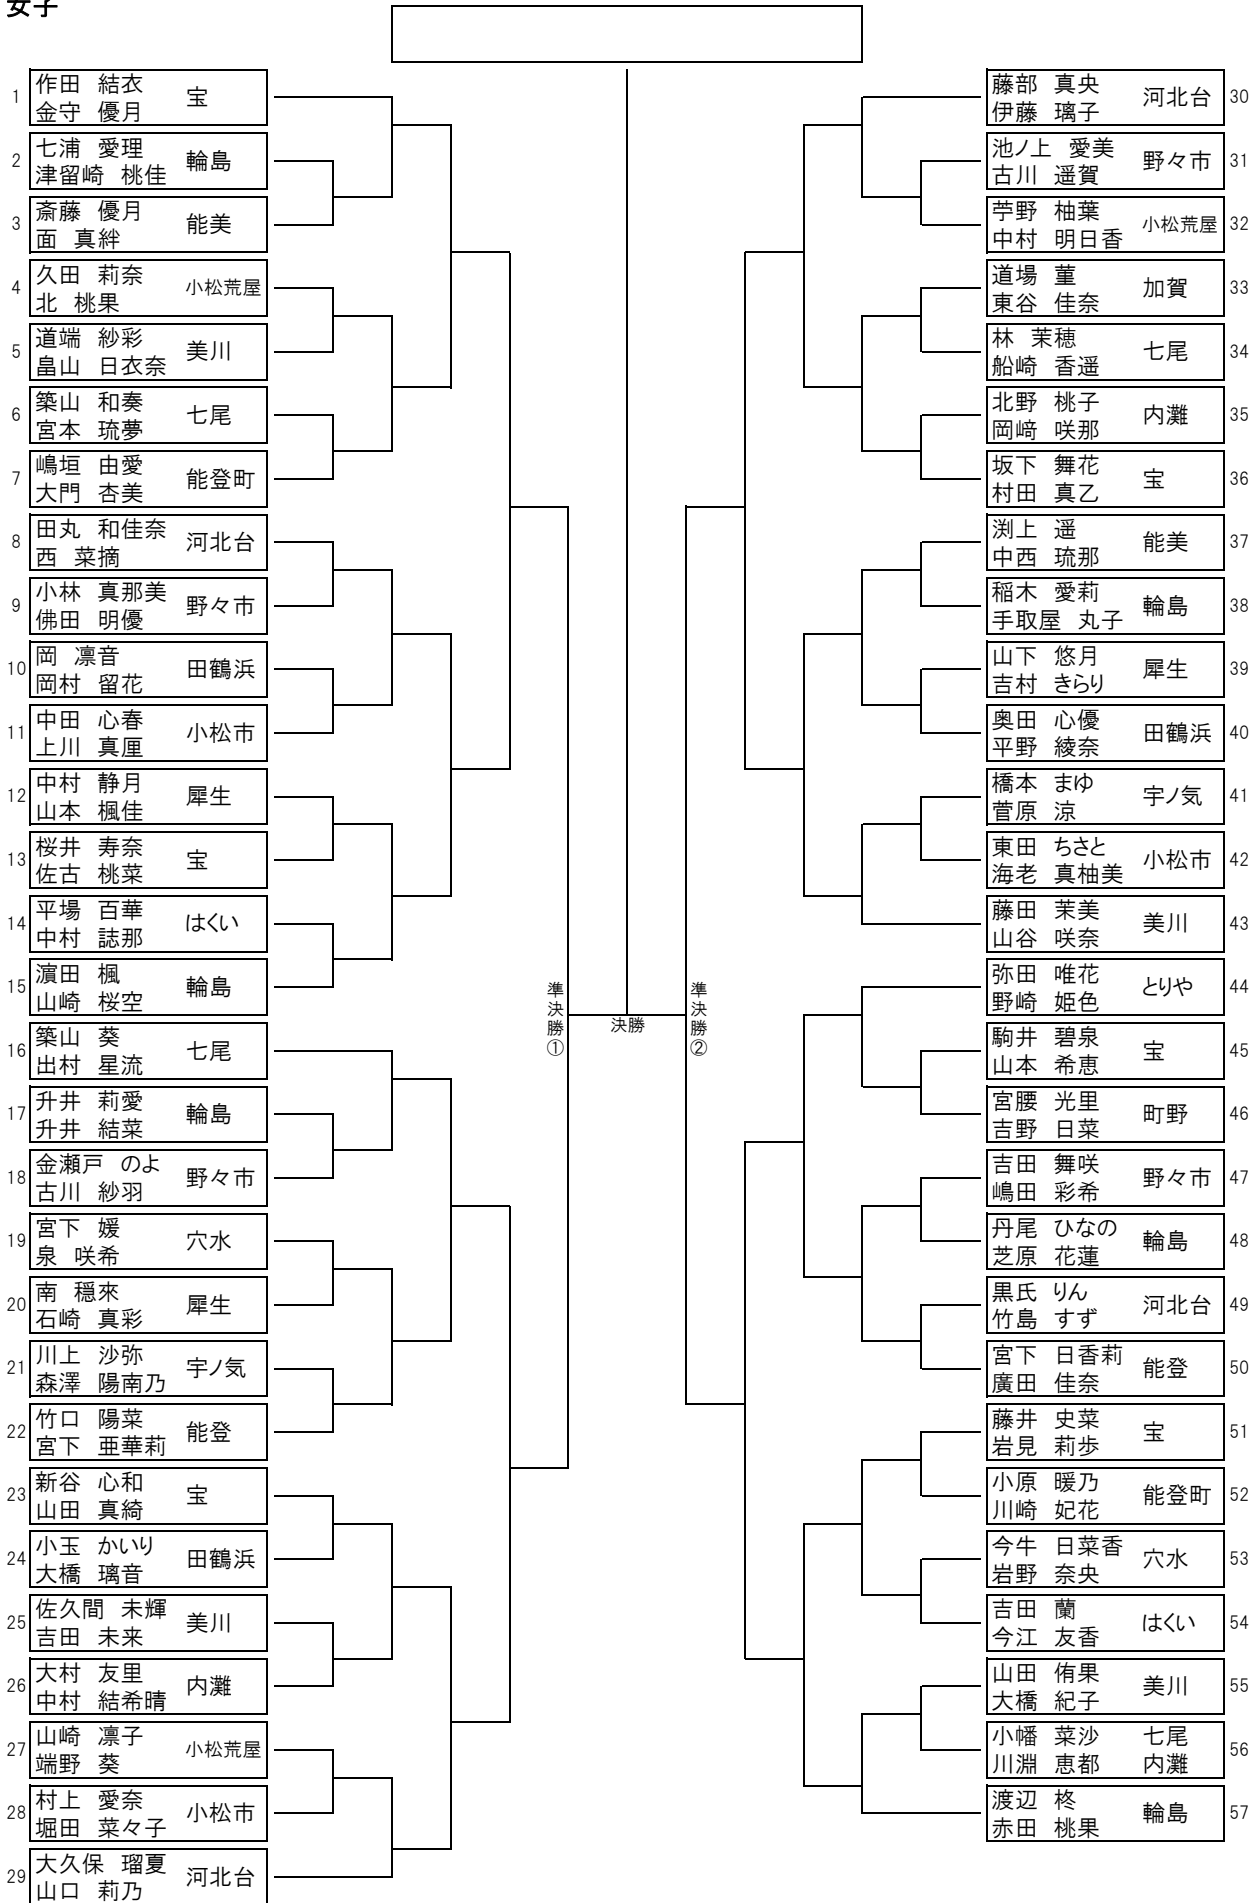 女子
1 作田 結衣 宝
金守 優月
2 七浦 愛理 輪島
津留崎 桃佳
3 斎藤 優月 能美
面 真絆
4 久田 莉奈 小松荒屋
北 桃果
5 道端 紗彩 美川
畠山 日衣奈
6 築山 和奏 七尾
宮本 琉夢
7 嶋垣 由愛 能登町
大門 杏美
8 田丸 和佳奈 河北台
西 菜摘
9 小林 真那美 野々市
佛田 明優
10 岡 凛音 田鶴浜
岡村 留花
11 中田 心春 小松市
上川 真厘
12 中村 静月 犀生
山本 楓佳
13 桜井 寿奈 宝
佐古 桃菜
14 平場 百華 はくい
中村 誌那
15 濵田 楓 輪島
山崎 桜空
16 築山 葵 七尾
出村 星流
17 升井 莉愛 輪島
升井 結菜
18 金瀬戸 のよ 野々市
古川 紗羽
19 宮下 媛 穴水
泉 咲希
20 南 穏來 犀生
石崎 真彩
21 川上 沙弥 宇ノ気
森澤 陽南乃
22 竹口 陽菜 能登
宮下 亜華莉
23 新谷 心和 宝
山田 真綺
24 小玉 かいり 田鶴浜
大橋 璃音
25 佐久間 未輝 美川
吉田 未来
26 大村 友里 内灘
中村 結希晴
27 山崎 凛子 小松荒屋
端野 葵
28 村上 愛奈 小松市
堀田 菜々子
29 大久保 瑠夏 河北台
山口 莉乃
準決勝①
決勝
準決勝②
藤部 真央 河北台 30
伊藤 璃子
池ノ上 愛美 野々市 31
古川 遥賀
苧野 柚葉 小松荒屋 32
中村 明日香
道場 菫 加賀 33
東谷 佳奈
林 茉穂 七尾 34
船崎 香遥
北野 桃子 内灘 35
岡﨑 咲那
坂下 舞花 宝 36
村田 真乙
渕上 遥 能美 37
中西 琉那
稲木 愛莉 輪島 38
手取屋 丸子
山下 悠月 犀生 39
吉村 きらり
奥田 心優 田鶴浜 40
平野 綾奈
橋本 まゆ 宇ノ気 41
菅原 涼
東田 ちさと 小松市 42
海老 真柚美
藤田 茉美 美川 43
山谷 咲奈
弥田 唯花 とりや 44
野崎 姫色
駒井 碧泉 宝 45
山本 希恵
宮腰 光里 町野 46
吉野 日菜
吉田 舞咲 野々市 47
嶋田 彩希
丹尾 ひなの 輪島 48
芝原 花蓮
黒氏 りん 河北台 49
竹島 すず
宮下 日香莉 能登 50
廣田 佳奈
藤井 史菜 宝 51
岩見 莉歩
小原 暖乃 能登町 52
川崎 妃花
今牛 日菜香 穴水 53
岩野 奈央
吉田 蘭 はくい 54
今江 友香
山田 侑果 美川 55
大橋 紀子
小幡 菜沙 七尾 56
川淵 恵都 内灘
渡辺 柊 輪島 57
赤田 桃果